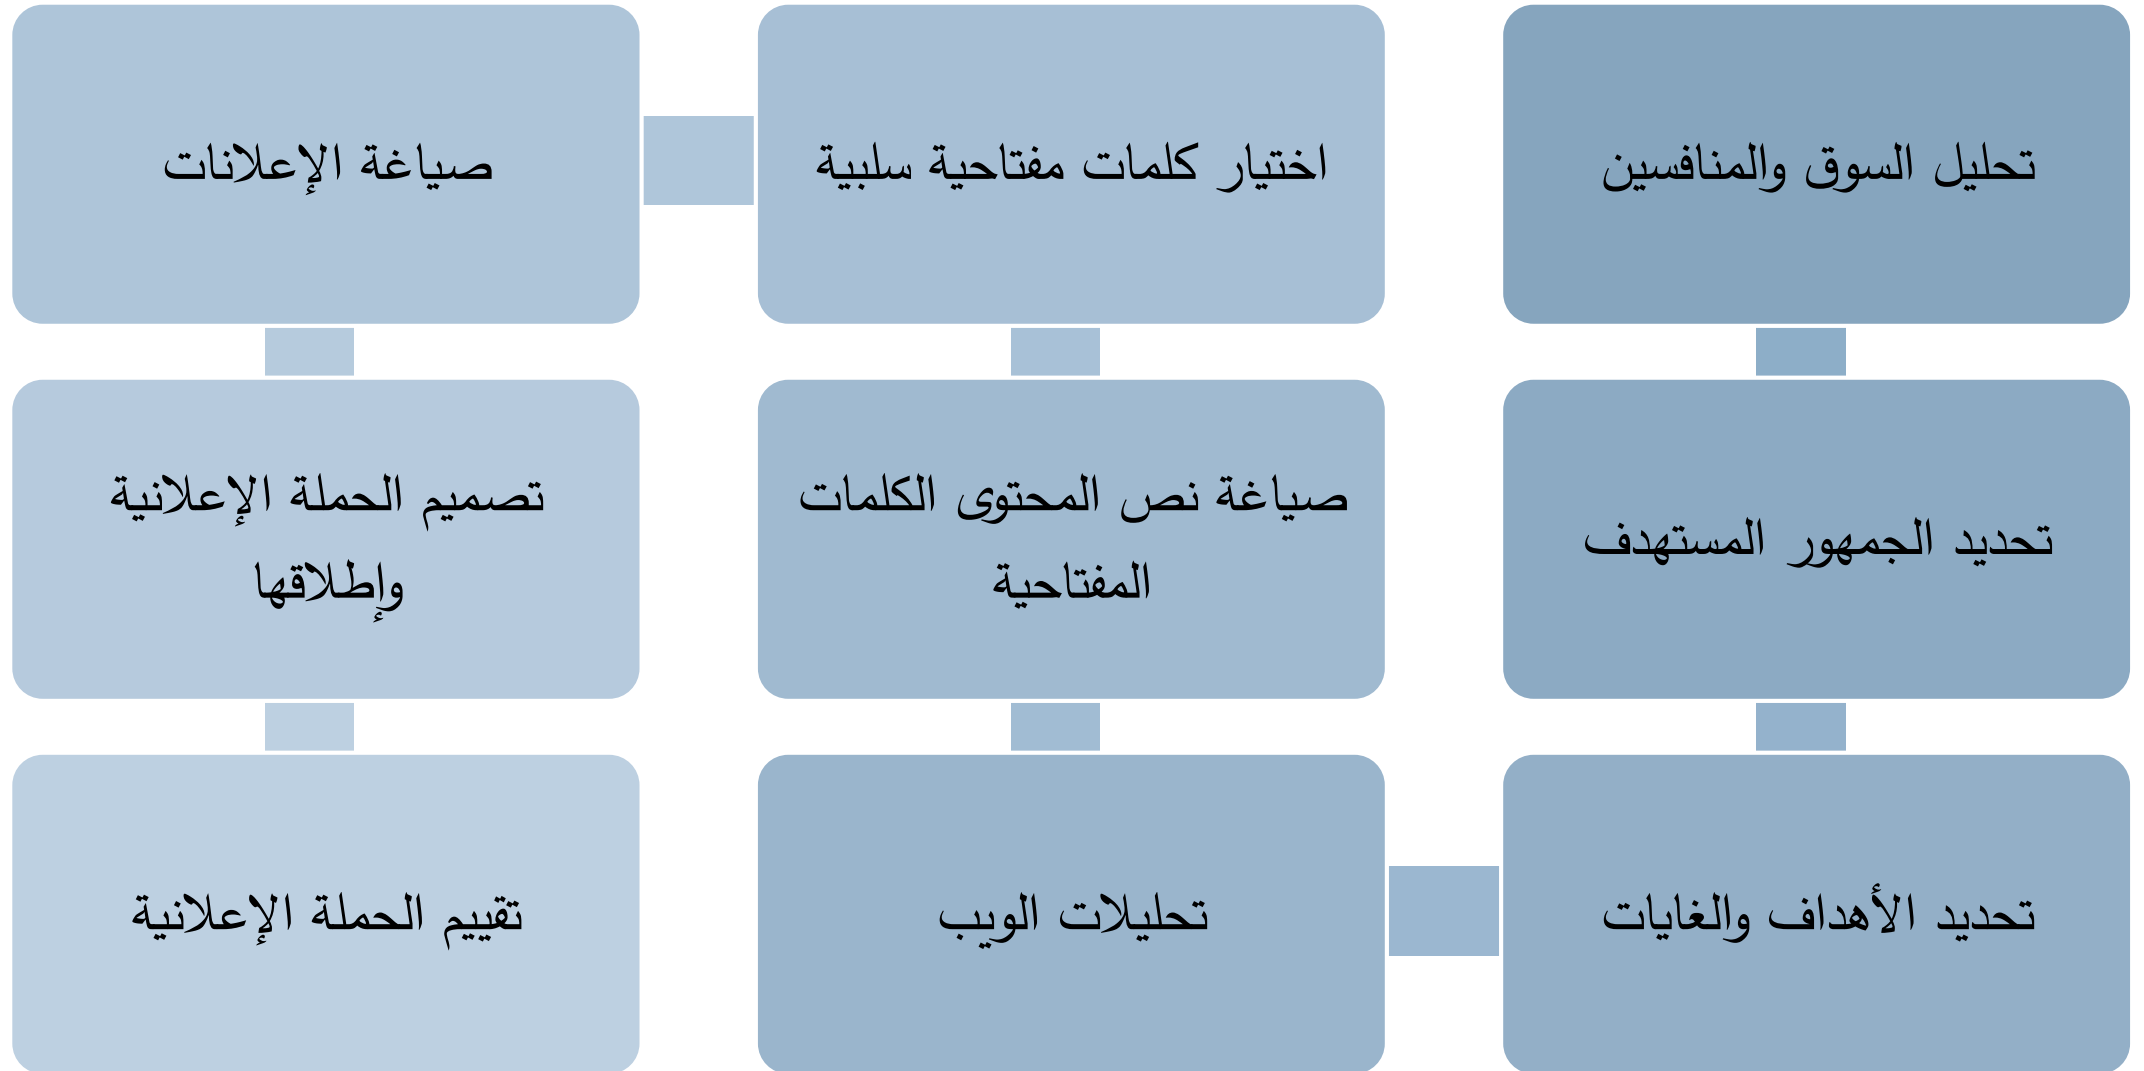 تحليل السوق والمنافسين
تحديد الجمهور المستهدف
تحديد الأهداف والغايات
تحليلات الويب
صياغة نص المحتوى الكلمات
المفتاحية
اختيار كلمات مفتاحية سلبية
صياغة الإعلانات
تصميم الحملة الإعلانية
وإطلاقها
تقييم الحملة الإعلانية